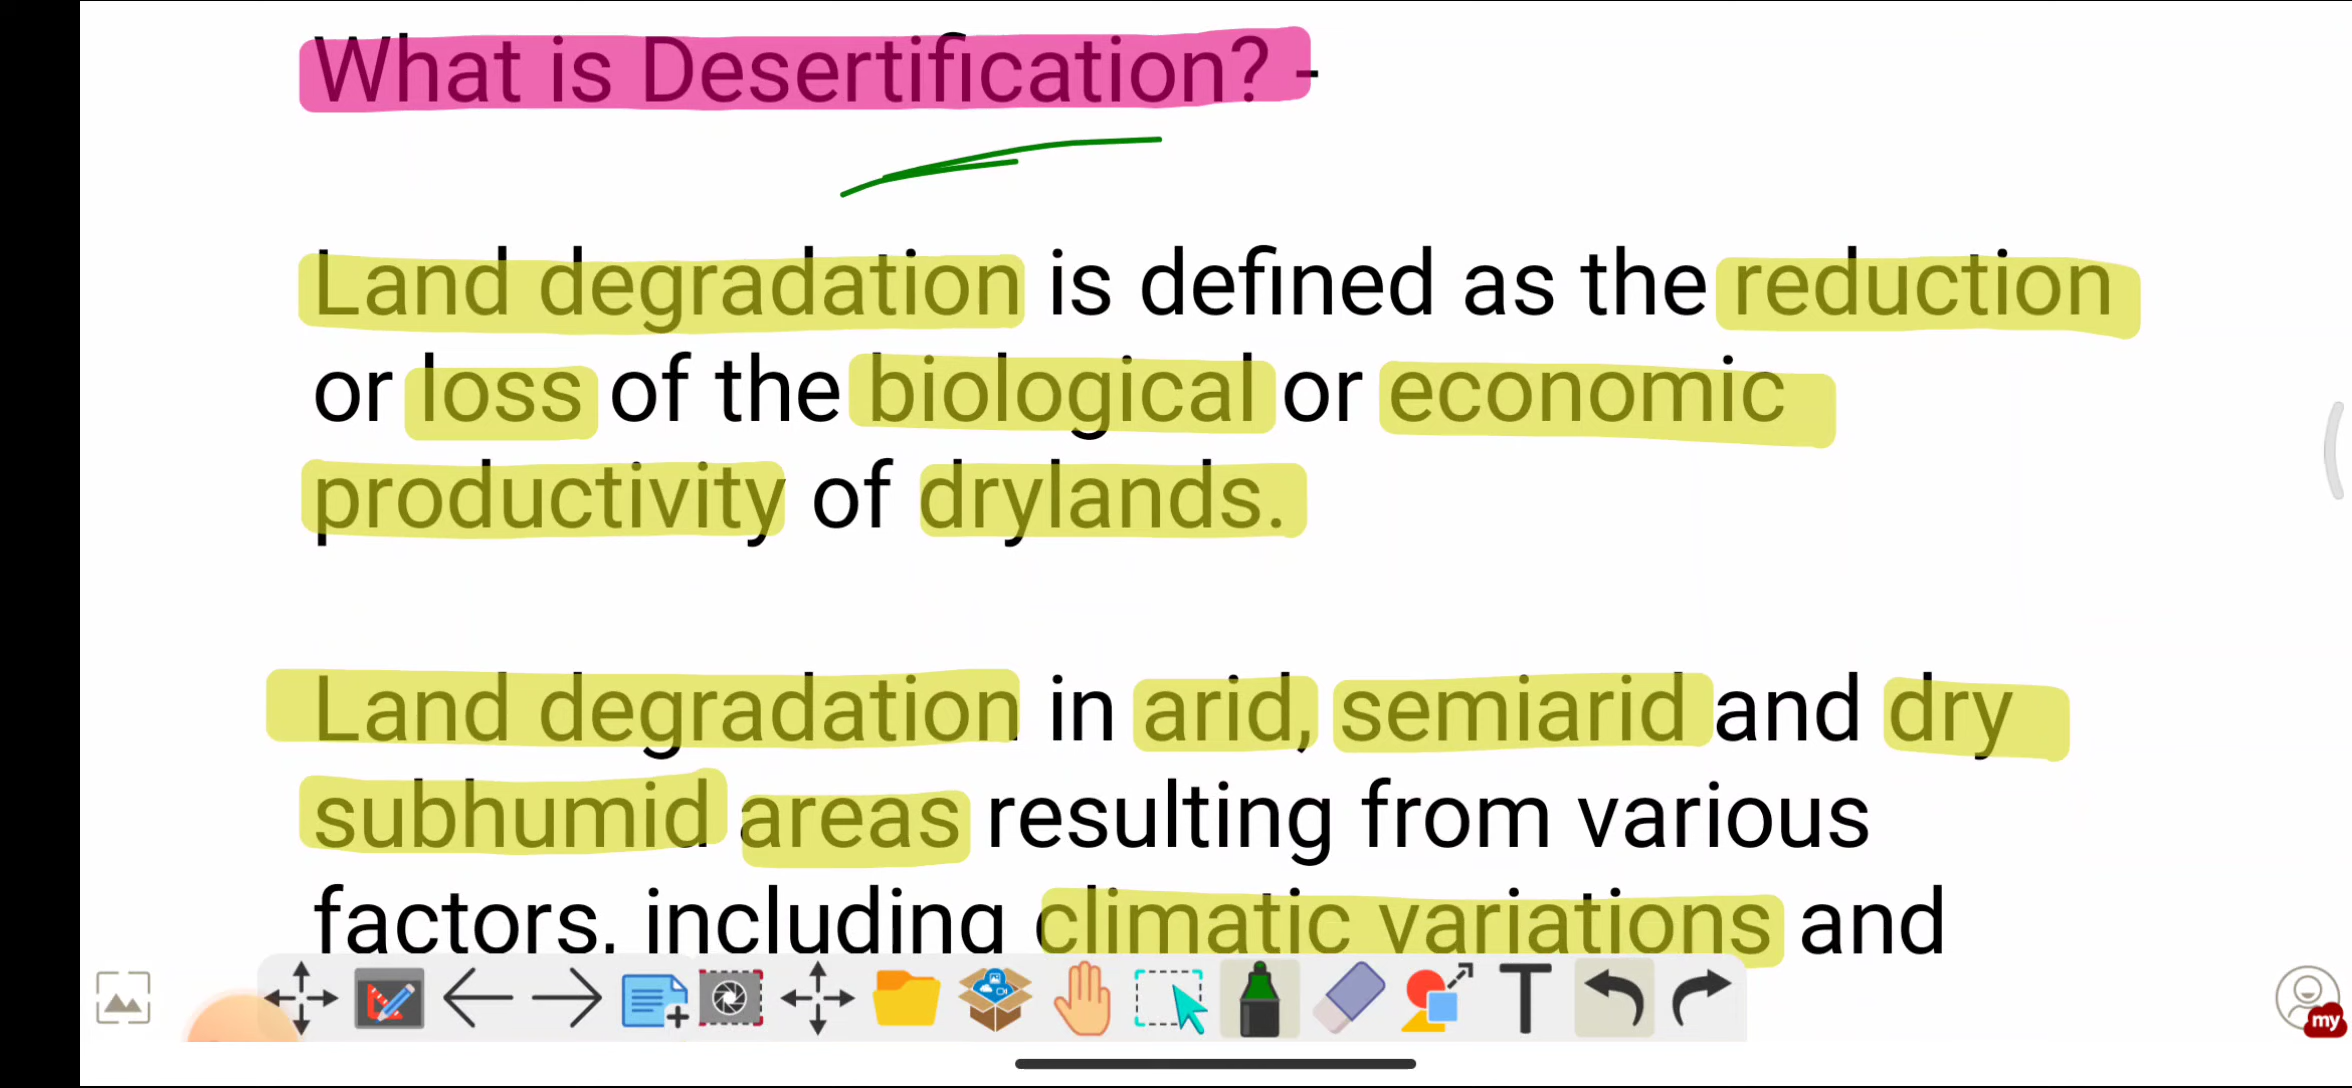 What is Desertification? -
Land degradation is defined as the reduction
or loss of the biological or economic
productivity of drylands.
Land degradation in arid, semiarid and dry
subhumid areas resulting from various
factors, including climatic variations and
T
my